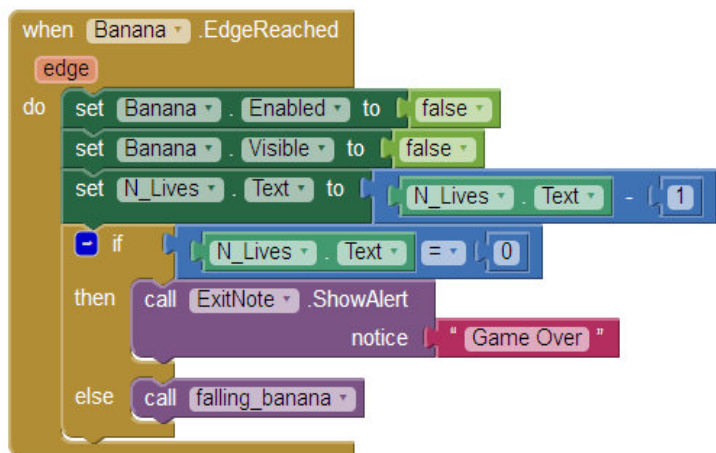 when Banana .EdgeReached
edge
do set Banana . Enabled to false
set Banana . Visible to false
set N_Lives . Text to N_Lives . Text - 1
if N_Lives . Text = 0
then call ExitNote .ShowAlert
notice " Game Over "
else call falling_banana